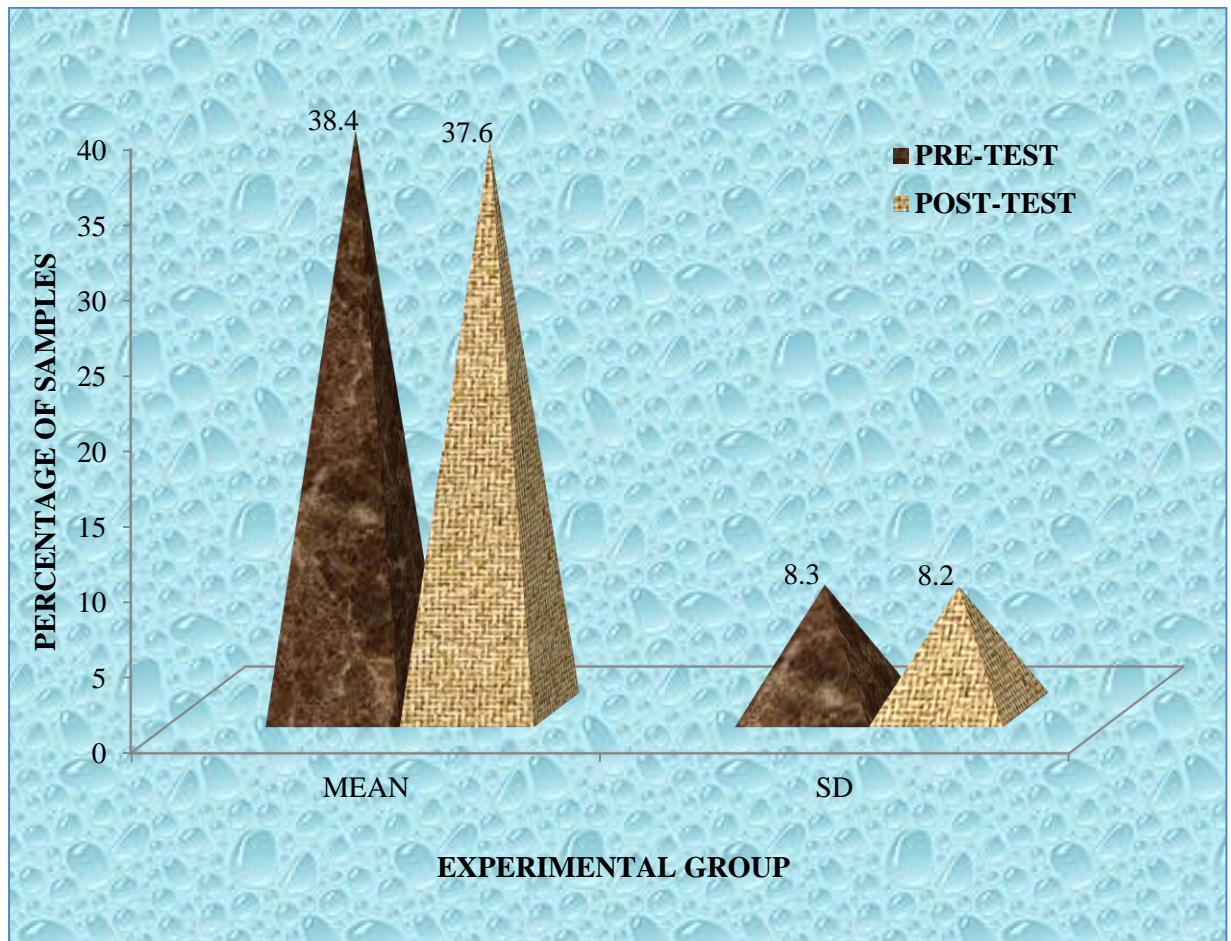 38.4
37.6
40
35
30
25
20
15
10
5
0
8.3
8.2
PRE-TEST
POST-TEST
PERCENTAGE OF SAMPLES
MEAN
SD
EXPERIMENTAL GROUP